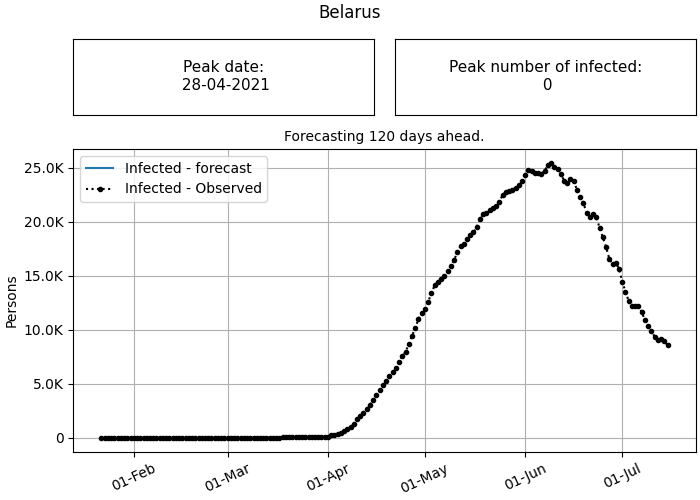 Belarus
Peak date:
28-04-2021
Peak number of infected:
0
Forecasting 120 days ahead.
Infected - forecast
Infected - Observed
25.0K
20.0K
15.0K
10.0K
5.0K
0
Persons
01-Feb
01-Mar
01-Apr
01-May
01-Jun
01-Jul